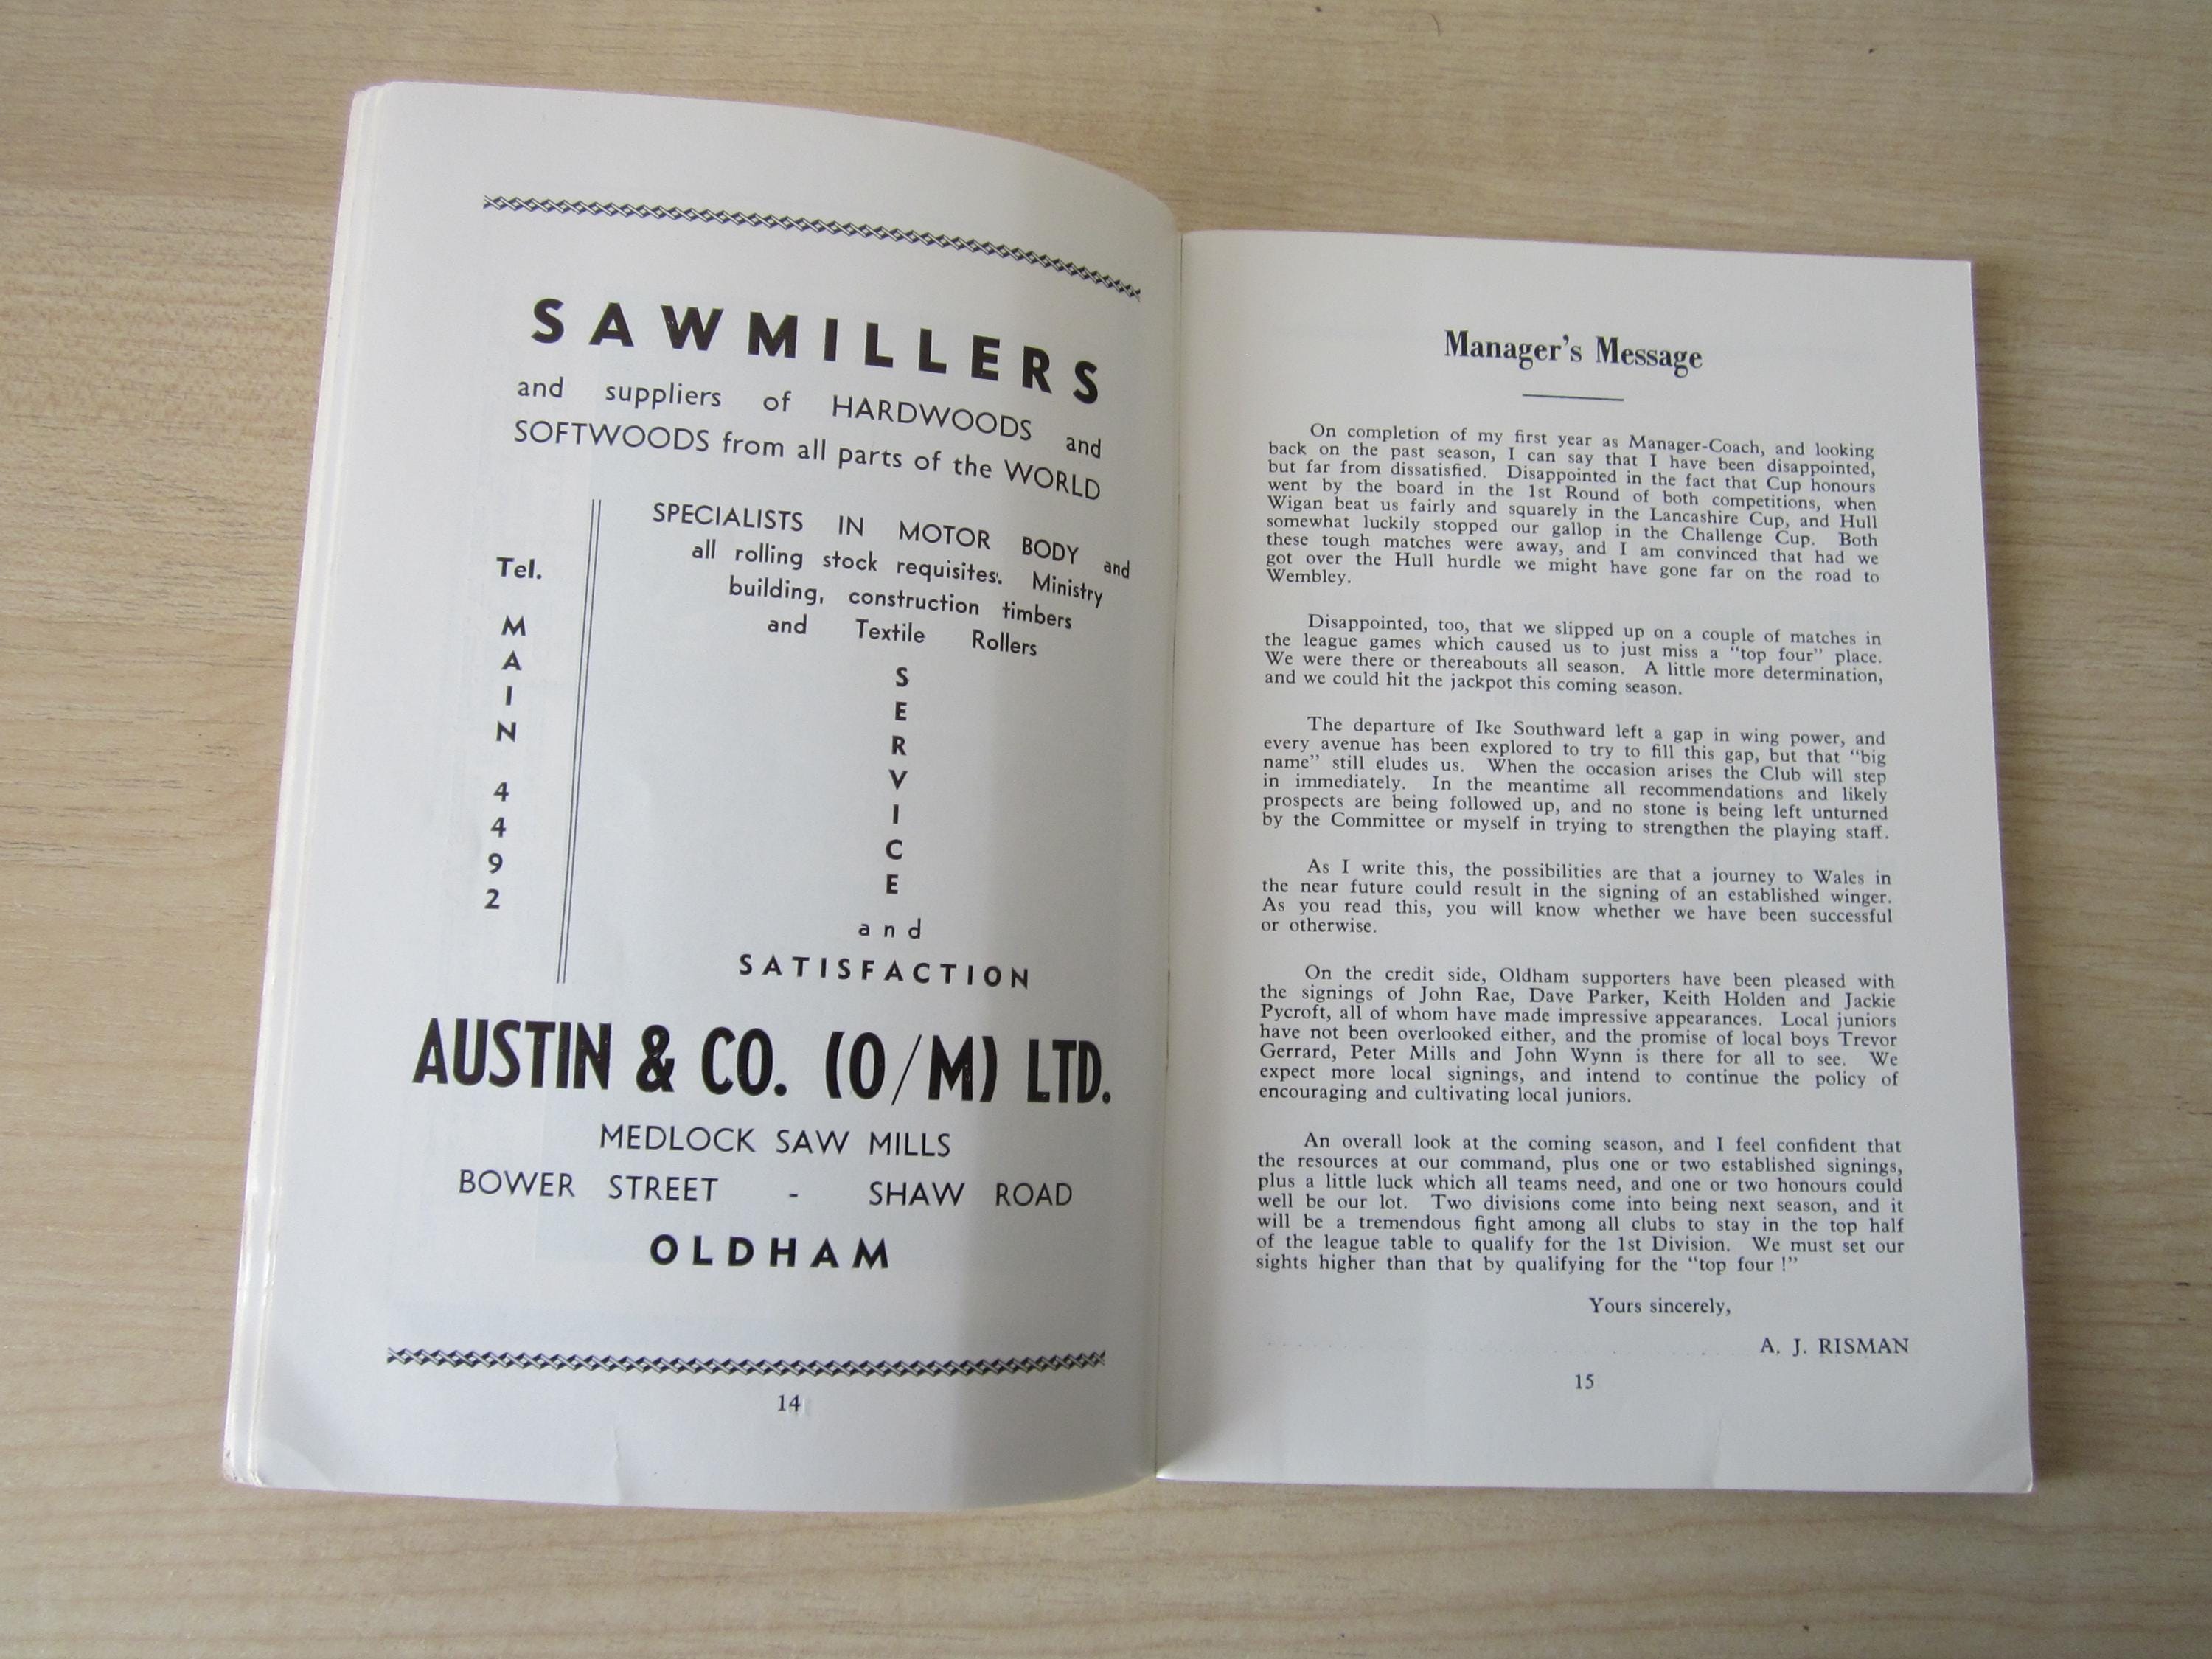 SAWMILLERS
and suppliers of HARDWOODS and
SOFTWOODS from all parts of the WORLD
Tel.
M
A
I
N
4
4
9
2
SPECIALISTS IN MOTOR BODY and
all rolling stock requisites. Ministry
building, construction timbers
and Textile Rollers
S
E
R
V
I
C
E
and
SATISFACTION
AUSTIN & CO. (O/M) LTD.
MEDLOCK SAW MILLS
BOWER STREET - SHAW ROAD
OLDHAM
14
Manager's Message
On completion of my first year as Manager-Coach, and looking
back on the past season, I can say that I have been disappointed,
but far from dissatisfied. Disappointed in the fact that Cup honours
went by the board in the 1st Round of both competitions, when
Wigan beat us fairly and squarely in the Lancashire Cup, and Hull
somewhat luckily stopped our gallop in the Challenge Cup. Both
these tough matches were away, and I am convinced that had we
got over the Hull hurdle we might have gone far on the road to
Wembley.
Disappointed, too, that we slipped up on a couple of matches in
the league games which caused us to just miss a "top four" place.
We were there or thereabouts all season. A little more determination,
and we could hit the jackpot this coming season.
The departure of Ike Southward left a gap in wing power, and
every avenue has been explored to try to fill this gap, but that "big
name" still eludes us. When the occasion arises the Club will step
in immediately. In the meantime all recommendations and likely
prospects are being followed up, and no stone is being left unturned
by the Committee or myself in trying to strengthen the playing staff.
As I write this, the possibilities are that a journey to Wales in
the near future could result in the signing of an established winger.
As you read this, you will know whether we have been successful
or otherwise.
On the credit side, Oldham supporters have been pleased with
the signings of John Rae, Dave Parker, Keith Holden and Jackie
Pycroft, all of whom have made impressive appearances. Local juniors
have not been overlooked either, and the promise of local boys Trevor
Gerrard, Peter Mills and John Wynn is there for all to see. We
expect more local signings, and intend to continue the policy of
encouraging and cultivating local juniors.
An overall look at the coming season, and I feel confident that
the resources at our command, plus one or two established signings,
plus a little luck which all teams need, and one or two honours could
well be our lot. Two divisions come into being next season, and it
will be a tremendous fight among all clubs to stay in the top half
of the league table to qualify for the 1st Division. We must set our
sights higher than that by qualifying for the "top four !"
Yours sincerely,
A. J. RISMAN
15